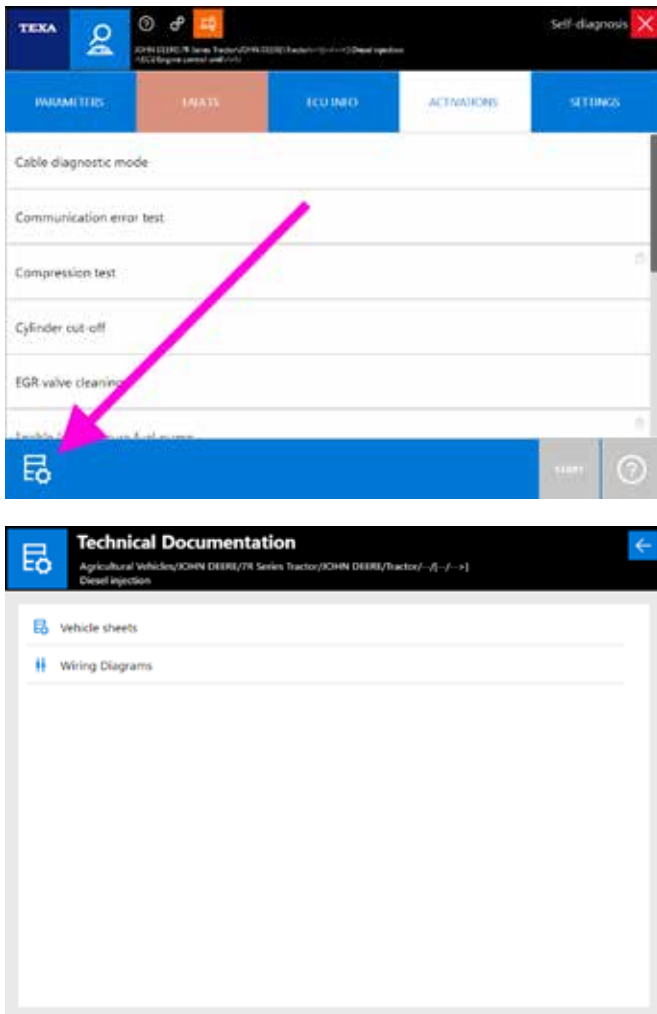 TEXA
Self-diagnosis
PARAMETERS
FAULTS
ECU INFO
ACTIVATIONS
SETTINGS
Cable diagnostic mode
Communication error test
Compression test
Cylinder cut-off
EGR valve cleaning
fuel pump
START
Technical Documentation
Agricultural Vehicles/JOHN DEERE/7R Series Tractor/JOHN DEERE/Tractor/--/[--/-->]
Diesel injection
Vehicle sheets
Wiring Diagrams